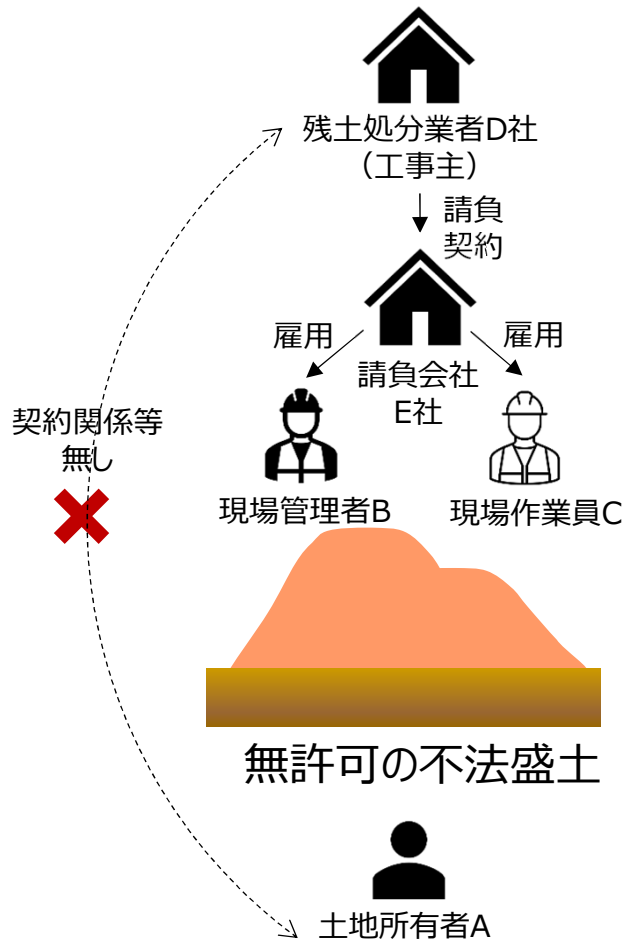 残土処分業者D社
（工事主）
請負
契約
雇用
雇用
請負会社
E社
契約関係等
無し
現場管理者B
現場作業員C
無許可の不法盛土
土地所有者A